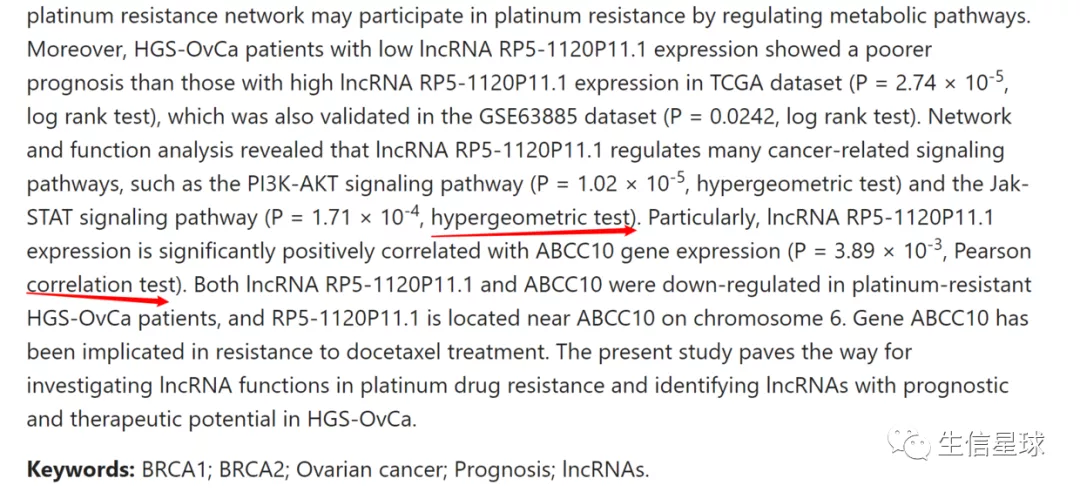 platinum resistance network may participate in platinum resistance by regulating metabolic pathways.
Moreover, HGS-OvCa patients with low lncRNA RP5-1120P11.1 expression showed a poorer
prognosis than those with high lncRNA RP5-1120P11.1 expression in TCGA dataset (P = 2.74 × 10⁻⁵,
log rank test), which was also validated in the GSE63885 dataset (P = 0.0242, log rank test). Network
and function analysis revealed that lncRNA RP5-1120P11.1 regulates many cancer-related signaling
pathways, such as the PI3K-AKT signaling pathway (P = 1.02 × 10⁻⁵, hypergeometric test) and the Jak-
STAT signaling pathway (P = 1.71 × 10⁻⁴, hypergeometric test). Particularly, lncRNA RP5-1120P11.1
expression is significantly positively correlated with ABCC10 gene expression (P = 3.89 × 10⁻³, Pearson
correlation test). Both lncRNA RP5-1120P11.1 and ABCC10 were down-regulated in platinum-resistant
HGS-OvCa patients, and RP5-1120P11.1 is located near ABCC10 on chromosome 6. Gene ABCC10 has
been implicated in resistance to docetaxel treatment. The present study paves the way for
investigating lncRNA functions in platinum drug resistance and identifying lncRNAs with prognostic
and therapeutic potential in HGS-OvCa.
生信星球
Keywords: BRCA1; BRCA2; Ovarian cancer; Prognosis; lncRNAs.